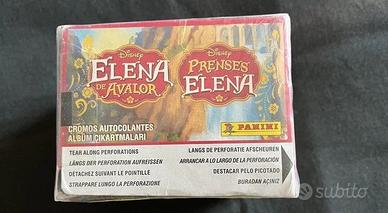 Disney
ELENA
DE AVALOR
Disney
PRENSES
ELENA
CROMOS AUTOCOLANTES
ALBÜM ÇIKARTMALARI
PANINI
TEAR ALONG PERFORATIONS
LÄNGS DER PERFORATION AUFREISSEN
DÉTACHEZ SUIVANT LE POINTILLÉ
STRAPPARE LUNGO LA PERFORAZIONE
LANGS DE PERFORATIE AFSCHEUREN
ARRANCAR A LO LARGO DE LA PERFORACIÓN
DESTACAR PELO PICOTADO
BURADAN AÇINIZ
subito